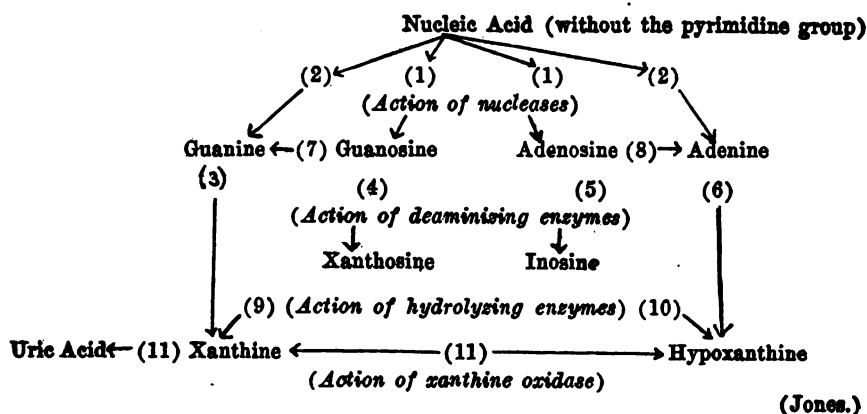 Nucleic Acid (without the pyrimidine group)
(2) (1) (1) (2)
(Action of nucleases)
Guanine (7) Guanosine Adenosine (8) Adenine
(3) (4) (5) (6)
(Action of deaminizing enzymes)
Xanthosine Inosine
(9) (Action of hydrolyzing enzymes) (10)
Uric Acid (11) Xanthine (11) Hypoxanthine
(Action of xanthine oxidase)
(Jones.)